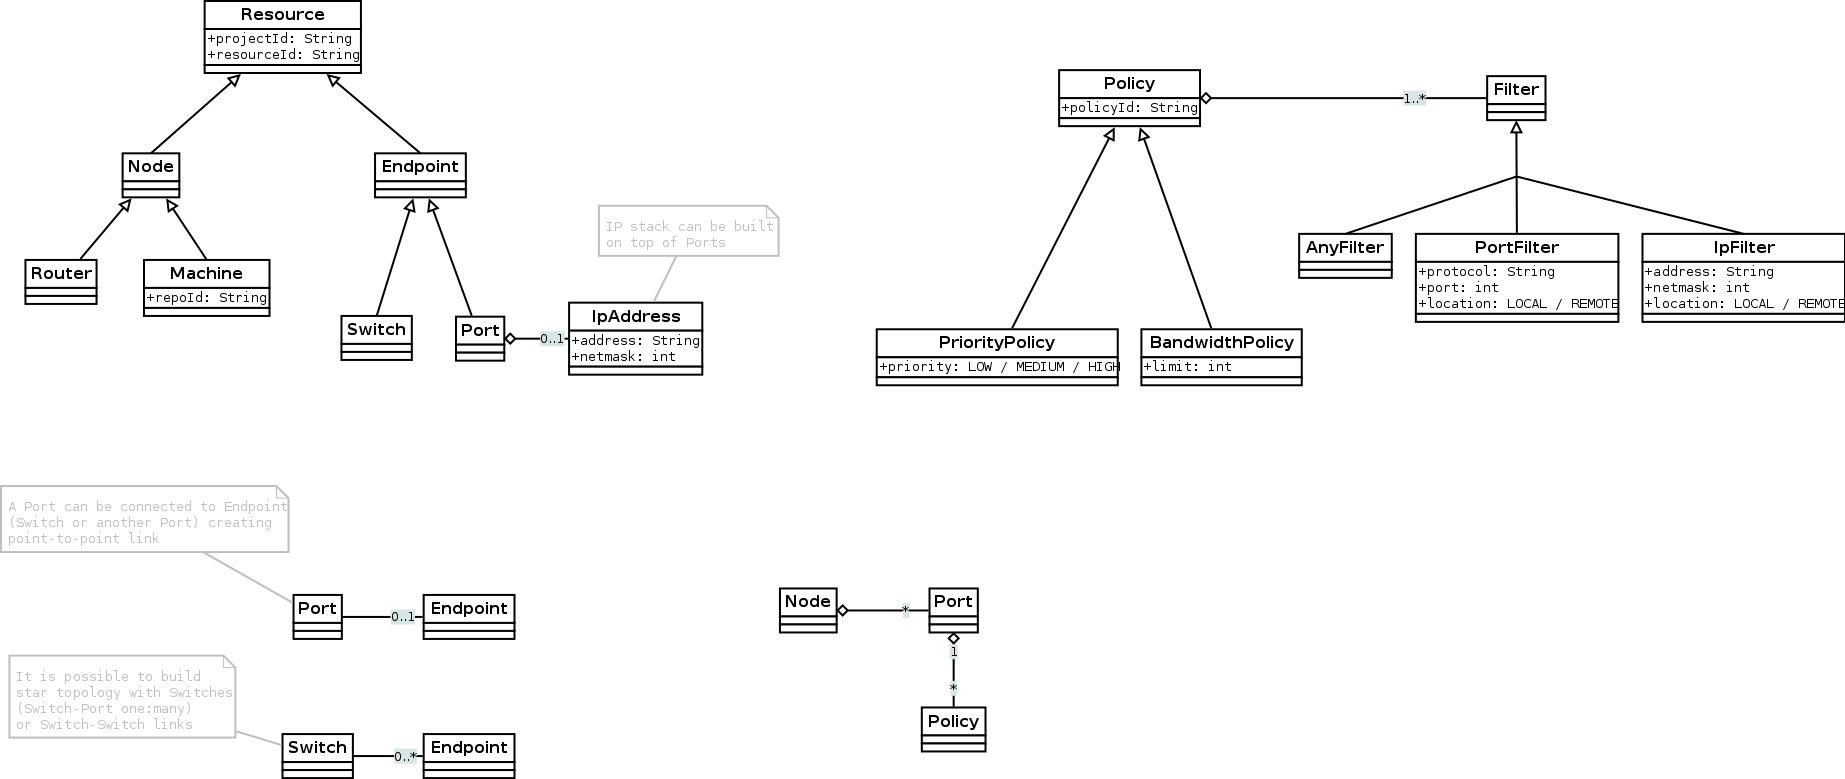 Resource
+projectId: String
+resourceId: String
Node
Endpoint
Router
Machine
+repoId: String
Switch
Port
0..1
IpAddress
+address: String
+netmask: int
IP stack can be built
on top of Ports
Policy
+policyId: String
1..*
Filter
AnyFilter
PortFilter
+protocol: String
+port: int
+location: LOCAL / REMOTE
IpFilter
+address: String
+netmask: int
+location: LOCAL / REMOTE
PriorityPolicy
+priority: LOW / MEDIUM / HIGH
BandwidthPolicy
+limit: int
A Port can be connected to Endpoint
(Switch or another Port) creating
point-to-point link
Port
0..1
Endpoint
It is possible to build
star topology with Switches
(Switch-Port one:many)
or Switch-Switch links
Switch
0..*
Endpoint
Node
*
Port
1
*
Policy